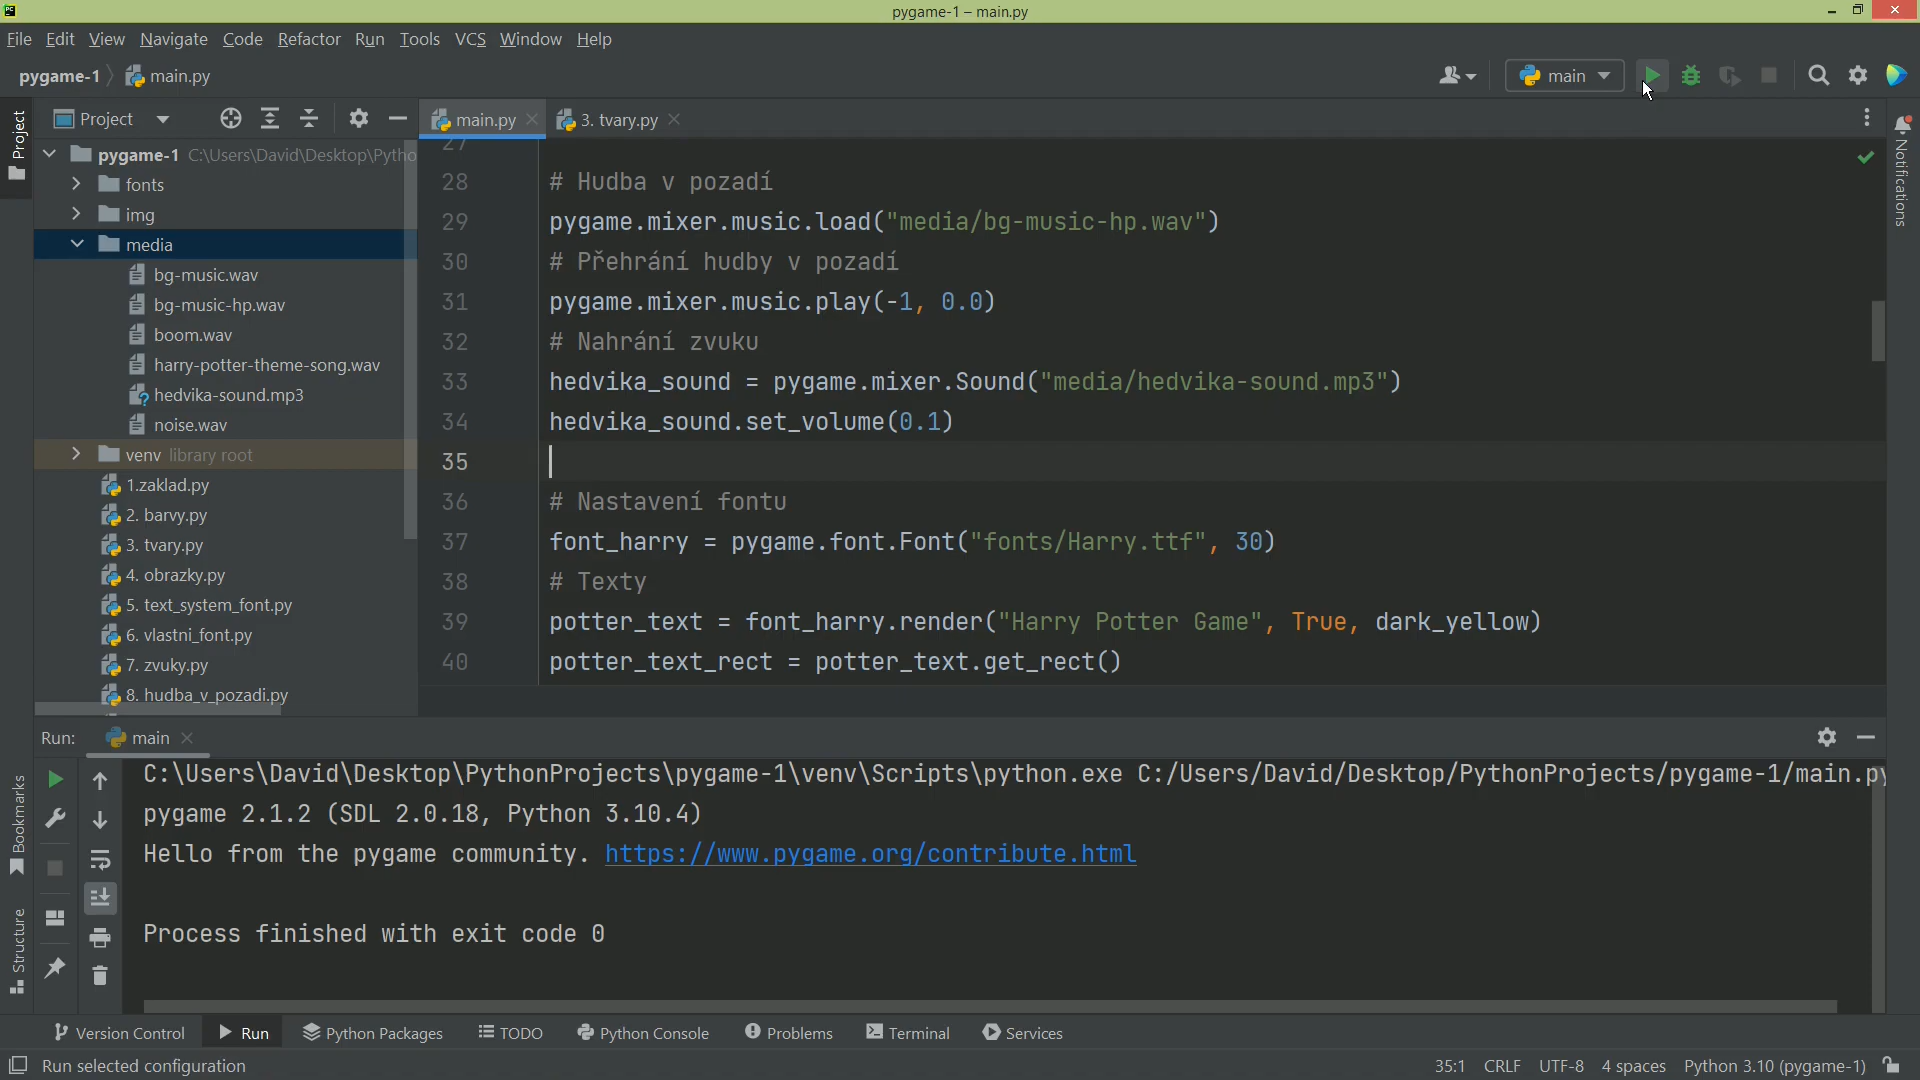 pygame-1 – main.py
File Edit View Navigate Code Refactor Run Tools VCS Window Help
pygame-1 main.py main
Project
main.py
3. tvary.py
Project
pygame-1 C:\Users\David\Desktop\Pytho
fonts
img
media
bg-music.wav
bg-music-hp.wav
boom.wav
harry-potter-theme-song.wav
hedvika-sound.mp3
noise.wav
venv library root
1.zaklad.py
2. barvy.py
3. tvary.py
4. obrazky.py
5. text_system_font.py
6. vlastni_font.py
7. zvuky.py
8. hudba_v_pozadi.py
27
28 # Hudba v pozadí
29 pygame.mixer.music.load("media/bg-music-hp.wav")
30 # Přehrání hudby v pozadí
31 pygame.mixer.music.play(-1, 0.0)
32 # Nahrání zvuku
33 hedvika_sound = pygame.mixer.Sound("media/hedvika-sound.mp3")
34 hedvika_sound.set_volume(0.1)
35
36 # Nastavení fontu
37 font_harry = pygame.font.Font("fonts/Harry.ttf", 30)
38 # Texty
39 potter_text = font_harry.render("Harry Potter Game", True, dark_yellow)
40 potter_text_rect = potter_text.get_rect()
Notifications
Run: main
C:\Users\David\Desktop\PythonProjects\pygame-1\venv\Scripts\python.exe C:/Users/David/Desktop/PythonProjects/pygame-1/main.py
pygame 2.1.2 (SDL 2.0.18, Python 3.10.4)
Hello from the pygame community. https://www.pygame.org/contribute.html
Process finished with exit code 0
Bookmarks
Structure
Version Control Run Python Packages TODO Python Console Problems Terminal Services
Run selected configuration 35:1 CRLF UTF-8 4 spaces Python 3.10 (pygame-1)